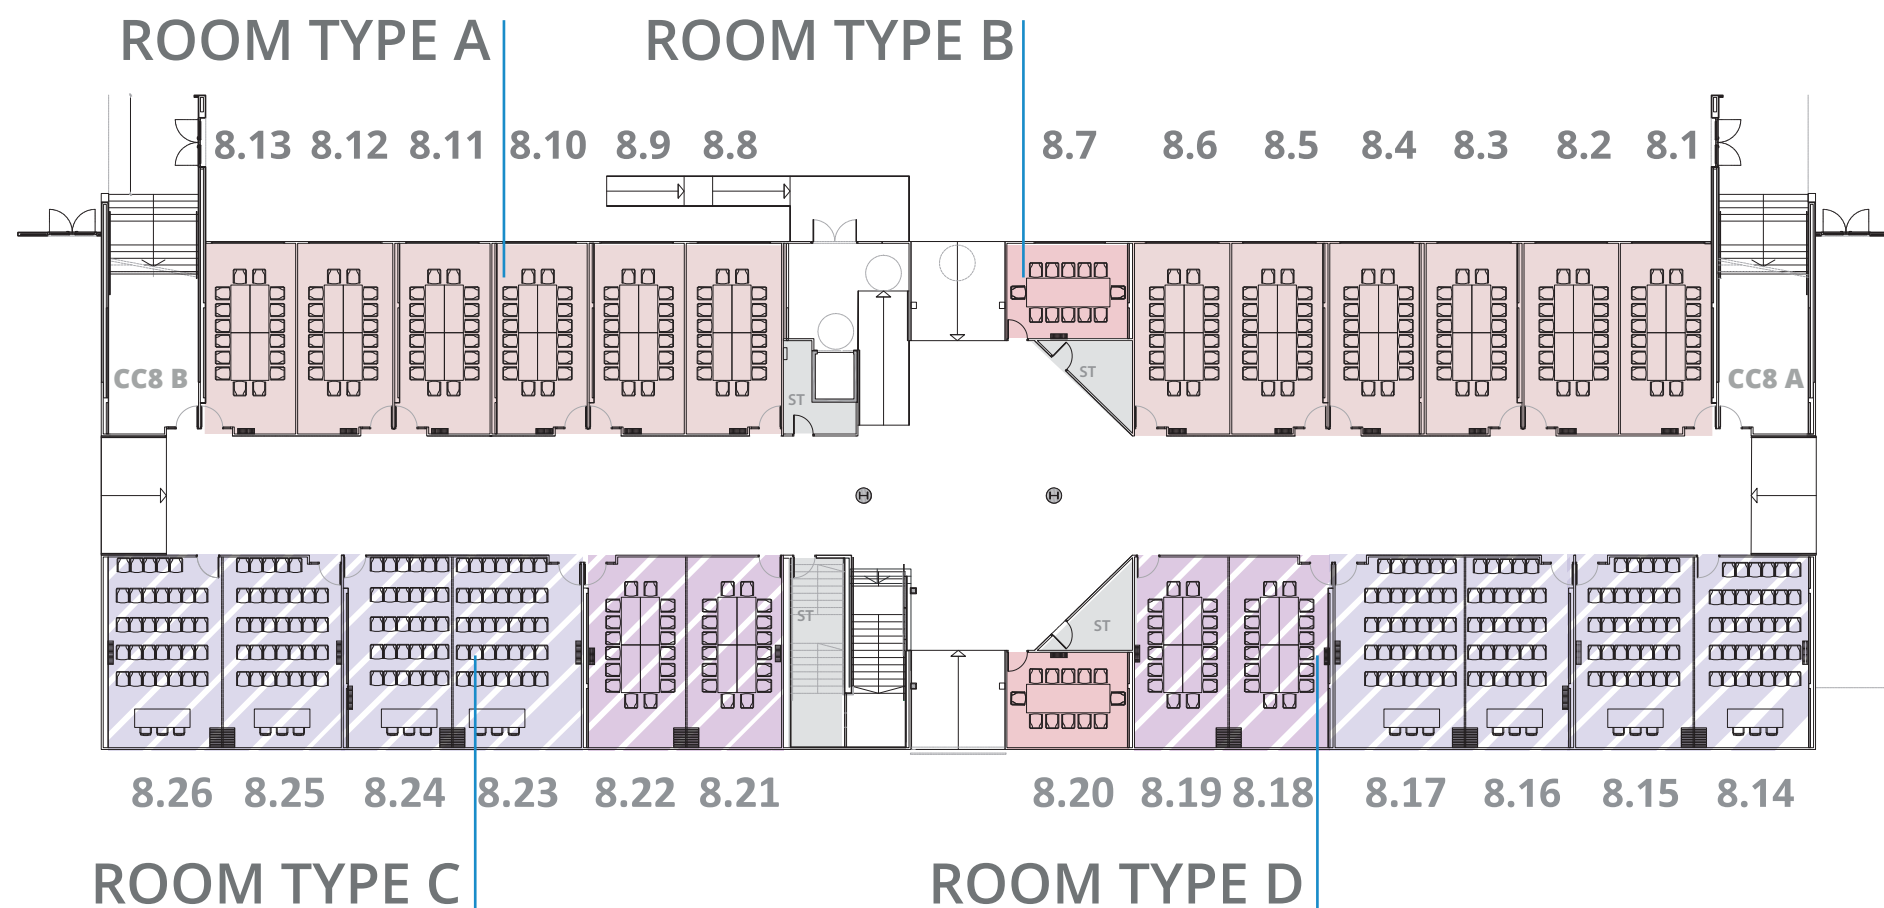 ROOM TYPE A ROOM TYPE B
8.13 8.12 8.11 8.10 8.9 8.8 8.7 8.6 8.5 8.4 8.3 8.2 8.1
CC8 B ST ST CC8 A
H H
ST ST
8.26 8.25 8.24 8.23 8.22 8.21 8.20 8.19 8.18 8.17 8.16 8.15 8.14
ROOM TYPE C ROOM TYPE D